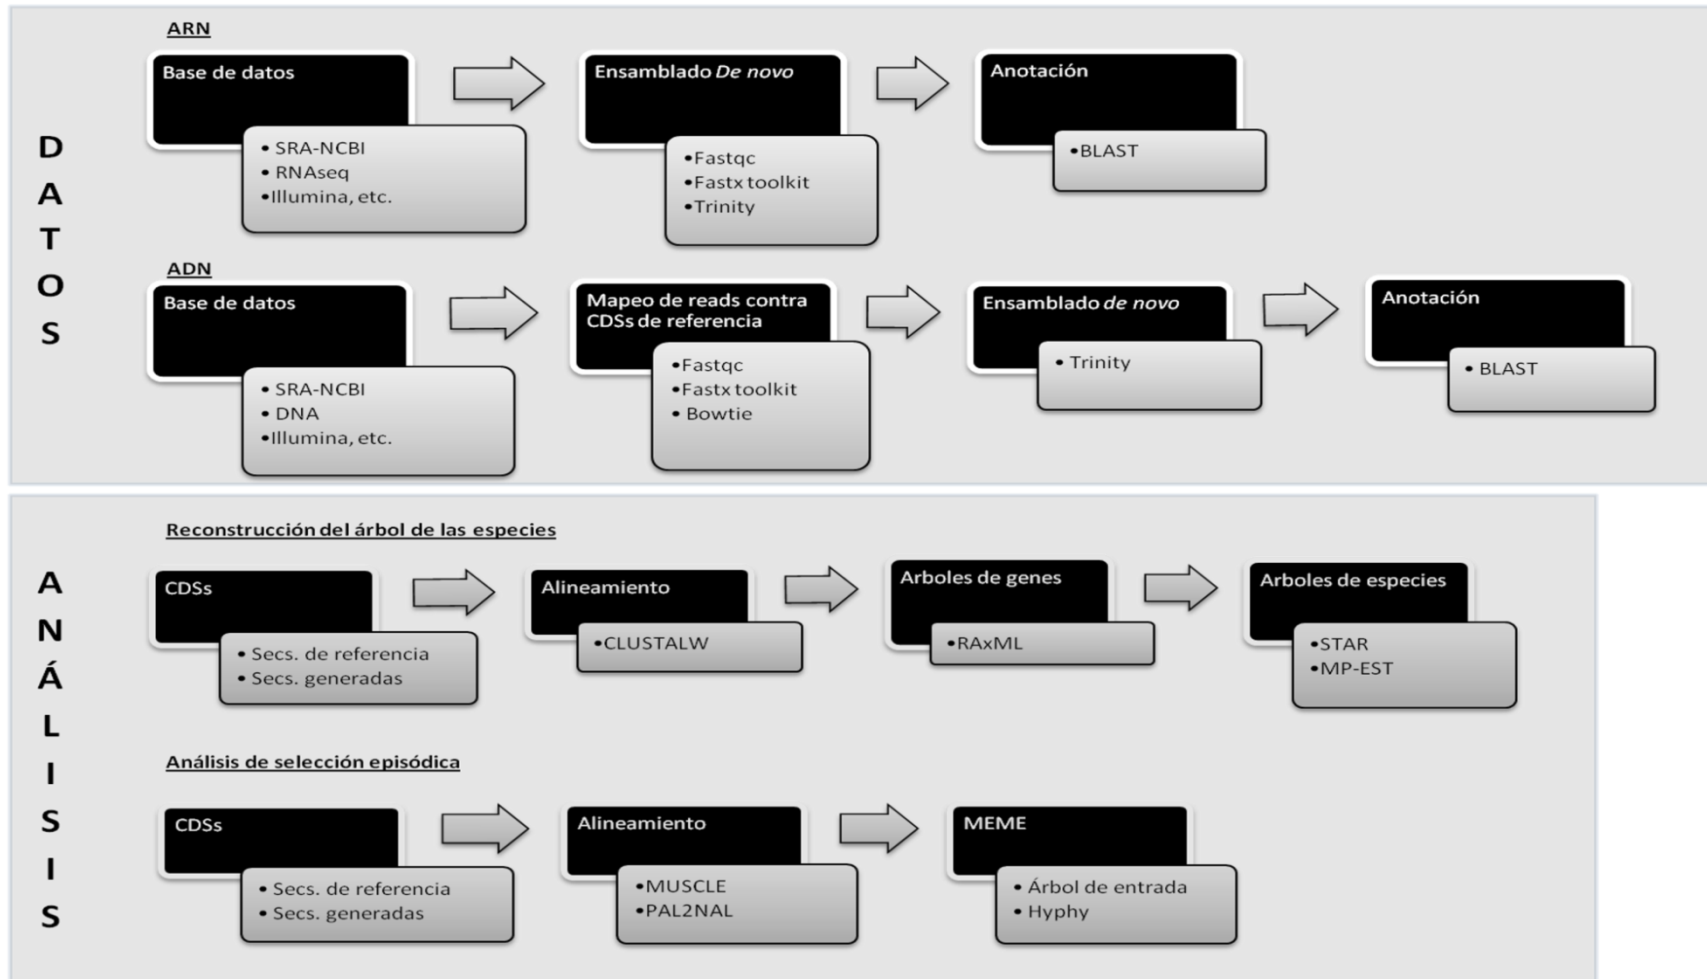 DATOS
ARN
Base de datos
• SRA-NCBI
• RNAseq
•Illumina, etc.
Ensamblado De novo
•Fastqc
•Fastx toolkit
•Trinity
Anotación
•BLAST
ADN
Base de datos
• SRA-NCBI
• DNA
•Illumina, etc.
Mapeo de reads contra
CDSs de referencia
•Fastqc
•Fastx toolkit
• Bowtie
Ensamblado de novo
• Trinity
Anotación
• BLAST
ANÁLISIS
Reconstrucción del árbol de las especies
CDSs
• Secs. de referencia
• Secs. generadas
Alineamiento
•CLUSTALW
Arboles de genes
•RAxML
Arboles de especies
•STAR
•MP-EST
Análisis de selección episódica
CDSs
• Secs. de referencia
• Secs. generadas
Alineamiento
•MUSCLE
•PAL2NAL
MEME
• Árbol de entrada
• Hyphy